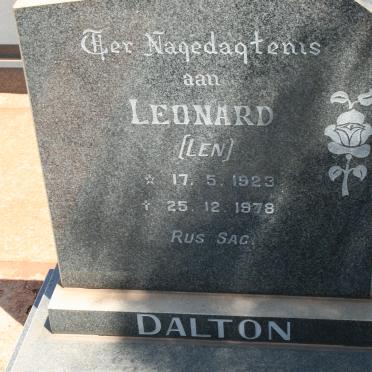 Ter Nagedagtenis
aan
LEONARD
[LEN]
☆ 17. 5. 1923
† 25. 12. 1978
RUS SAG.
DALTON